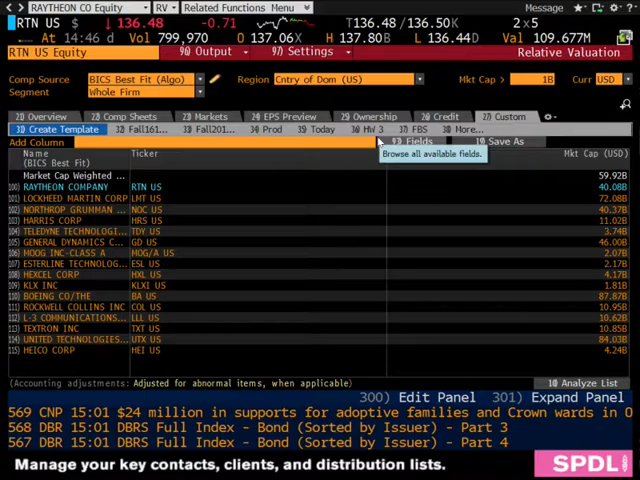 RAYTHEON CO Equity RV Related Functions Menu Message
RTN US $ 136.48 -0.71 T136.48/136.50K 2x5
At 14:46 d Vol 799,970 O 137.06X H 137.80B L 136.44D Val 109.677M
RTN US Equity 96) Output 97) Settings Relative Valuation
Comp Source BICS Best Fit (Algo) Region Cntry of Dom (US) Mkt Cap > 1B Curr USD
Segment Whole Firm
21) Overview 22) Comp Sheets 23) Markets 24) EPS Preview 25) Ownership 26) Credit 27) Custom
31) Create Template 32) Fall161... 33) Fall201... 34) Prod 35) Today 36) HW 3 37) FBS 38) More...
Add Column 93) Fields 19) Save As
Browse all available fields.
Name Ticker Mkt Cap (USD)
(BICS Best Fit)
Market Cap Weighted ... 59.92B
100) RAYTHEON COMPANY RTN US 40.08B
101) LOCKHEED MARTIN CORP LMT US 72.08B
102) NORTHROP GRUMMAN ... NOC US 40.37B
103) HARRIS CORP HRS US 11.02B
104) TELEDYNE TECHNOLOGI... TDY US 3.74B
105) GENERAL DYNAMICS C... GD US 46.00B
106) MOOG INC-CLASS A MOG/A US 2.07B
107) ESTERLINE TECHNOLOG... ESL US 2.17B
108) HEXCEL CORP HXL US 4.17B
109) KLX INC KLXI US 1.81B
110) BOEING CO/THE BA US 87.87B
111) ROCKWELL COLLINS INC COL US 10.95B
112) L-3 COMMUNICATIONS... LLL US 10.62B
113) TEXTRON INC TXT US 10.85B
114) UNITED TECHNOLOGIES... UTX US 84.03B
115) HEICO CORP HEI US 4.24B
(Accounting adjustments: Adjusted for abnormal items, when applicable) 10) Analyze List
300) Edit Panel 301) Expand Panel
569 CNP 15:01 $24 million in supports for adoptive families and Crown wards in O
568 DBR 15:01 DBRS Full Index - Bond (Sorted by Issuer) - Part 3
567 DBR 15:01 DBRS Full Index - Bond (Sorted by Issuer) - Part 4
Manage your key contacts, clients, and distribution lists. SPDL